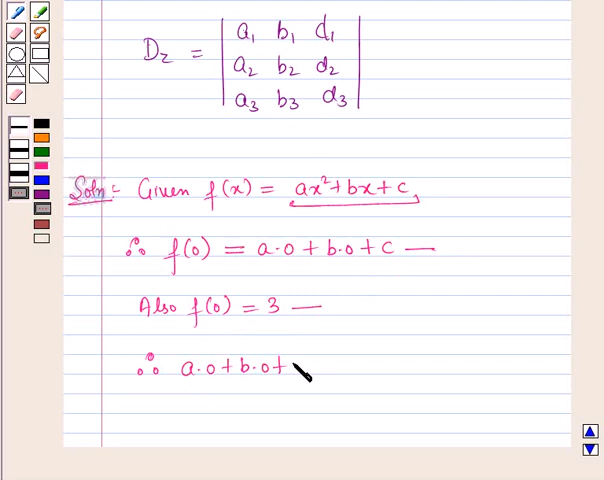 a₁ b₁ d₁
D_z = a₂ b₂ d₂
a₃ b₃ d₃
Soln: Given f(x) = ax²+bx+c
∴ f(0) = a·0+b·0+c —
Also f(0) = 3 —
∴ a·0+b·0+